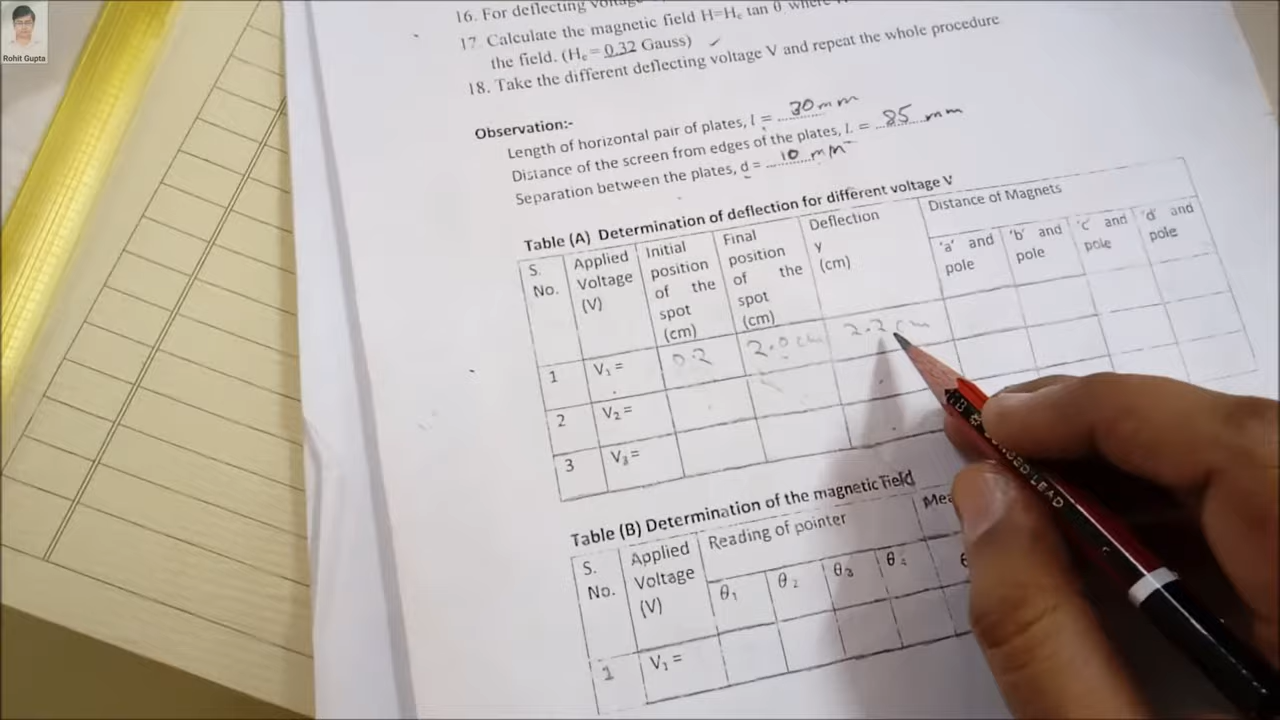 Rohit Gupta
16. For deflecting voltage
17. Calculate the magnetic field H=Hₑ tan θ where
the field. (Hₑ = 0.32 Gauss) ✓
18. Take the different deflecting voltage V and repeat the whole procedure
Observation:-
Length of horizontal pair of plates, l = 30 mm
Distance of the screen from edges of the plates, L = 85 mm
Separation between the plates, d = 10 mm
Table (A) Determination of deflection for different voltage V
S. No. Applied Voltage (V) Initial position of the spot (cm) Final position of the spot (cm) Deflection y (cm) Distance of Magnets
'a' and pole 'b' and pole 'c' and pole 'd' and pole
1 V₁ = 0.2 2.0 cm 2.2 cm
2 V₂ =
3 V₃ =
Table (B) Determination of the magnetic field
S. No. Applied Voltage (V) Reading of pointer
θ₁ θ₂ θ₃ θ₄
1 V₁ =
BONDED LEAD